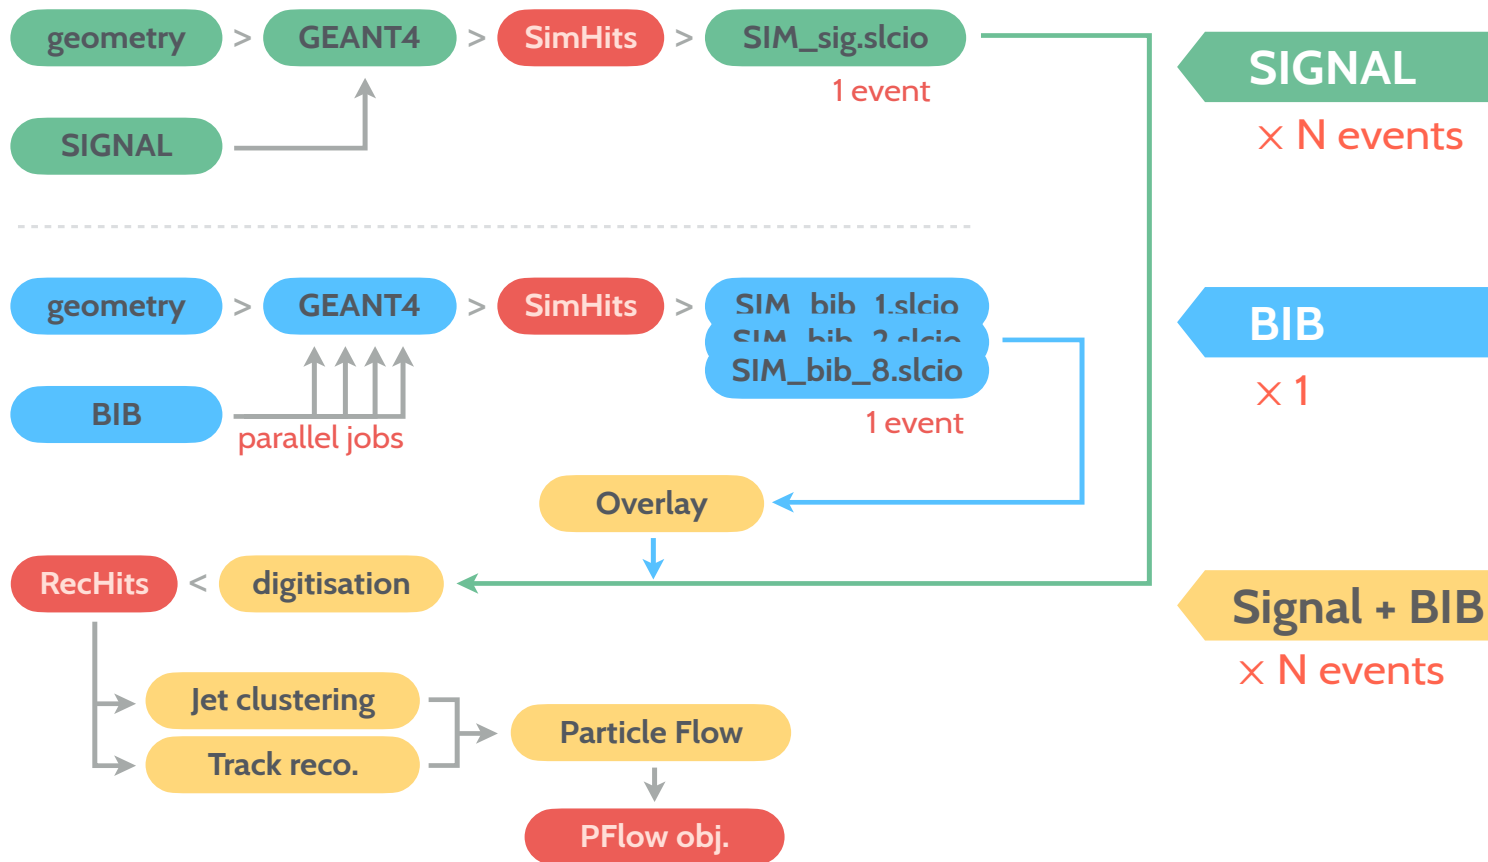 geometry > GEANT4 > SimHits > SIM_sig.slcio
1 event
SIGNAL
SIGNAL
× N events
geometry > GEANT4 > SimHits > SIM_bib_1.slcio
SIM_bib_2.slcio
SIM_bib_8.slcio
1 event
BIB
parallel jobs
BIB
× 1
Overlay
RecHits < digitisation
Signal + BIB
× N events
Jet clustering
Track reco.
Particle Flow
PFlow obj.